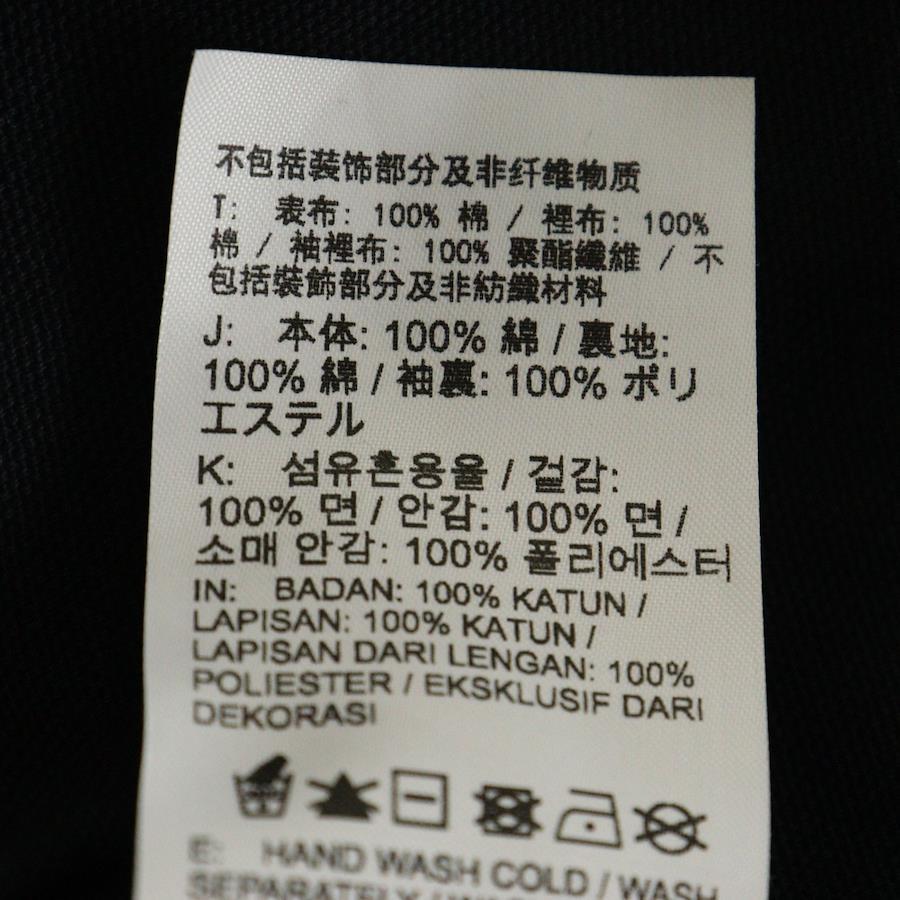 不包括装饰部分及非纤维物质
T: 表布: 100% 棉 / 裡布: 100%
棉 / 袖裡布: 100% 聚酯纖維 / 不
包括裝飾部分及非紡織材料
J: 本体: 100% 綿 / 裏地:
100% 綿 / 袖裏: 100% ポリ
エステル
K: 섬유혼용율 / 겉감:
100% 면 / 안감: 100% 면 /
소매 안감: 100% 폴리에스터
IN: BADAN: 100% KATUN /
LAPISAN: 100% KATUN /
LAPISAN DARI LENGAN: 100%
POLIESTER / EKSKLUSIF DARI
DEKORASI
E: HAND WASH COLD / WASH
SEPARATELY /